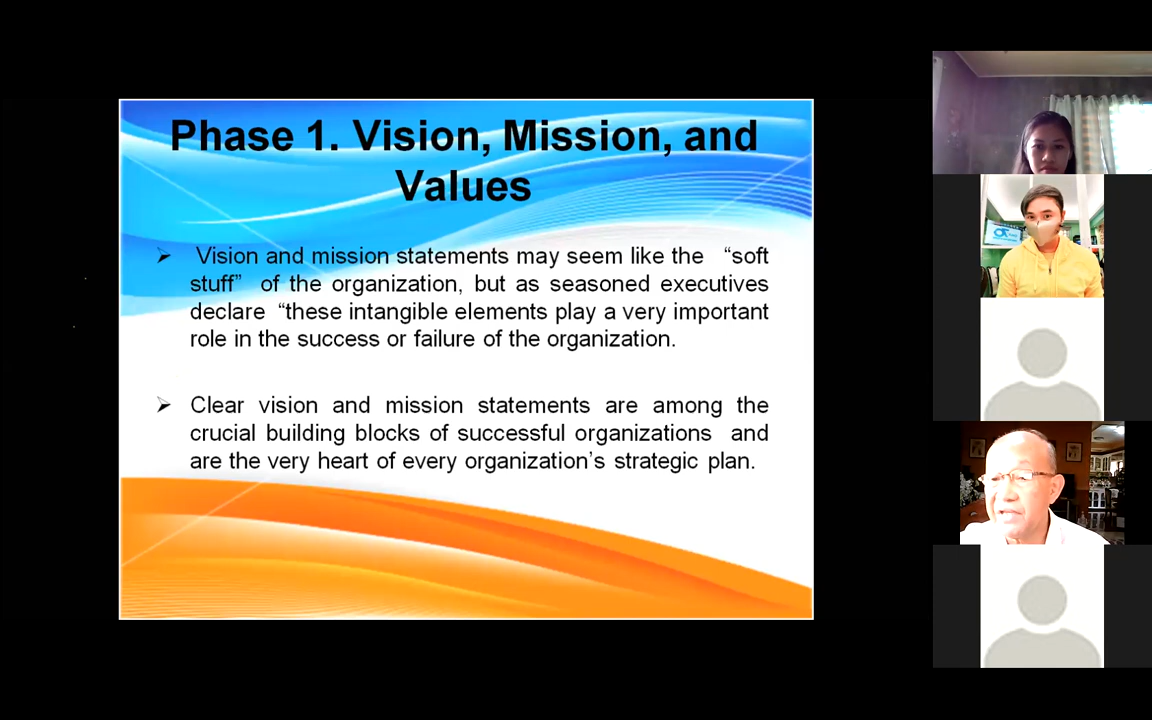 Phase 1. Vision, Mission, and
Values
➢ Vision and mission statements may seem like the “soft
stuff” of the organization, but as seasoned executives
declare “these intangible elements play a very important
role in the success or failure of the organization.
➢ Clear vision and mission statements are among the
crucial building blocks of successful organizations and
are the very heart of every organization’s strategic plan.